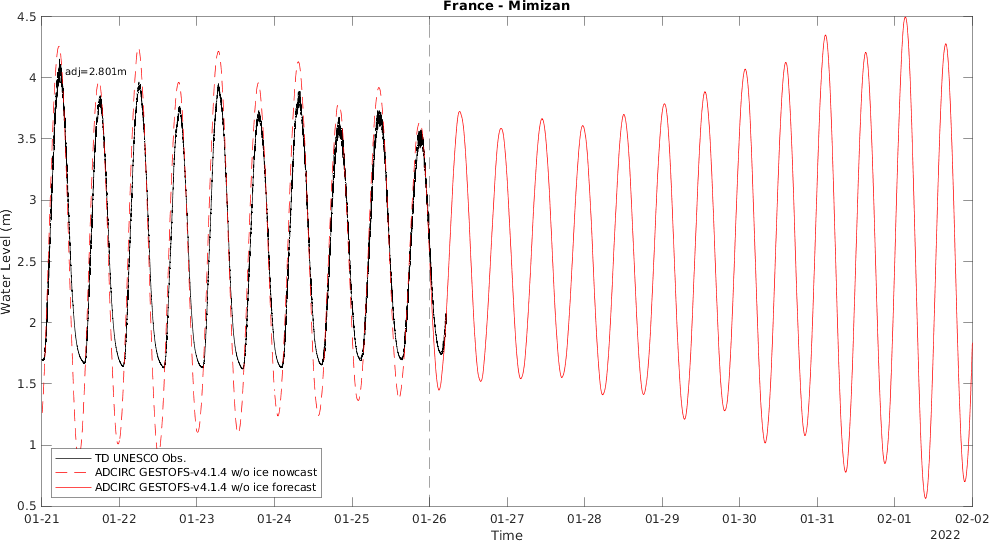 France - Mimizan
4.5
4
3.5
3
2.5
2
1.5
1
0.5
Water Level (m)
adj=2.801m
TD UNESCO Obs.
ADCIRC GESTOFS-v4.1.4 w/o ice nowcast
ADCIRC GESTOFS-v4.1.4 w/o ice forecast
01-21 01-22 01-23 01-24 01-25 01-26 01-27 01-28 01-29 01-30 01-31 02-01 02-02
Time
2022